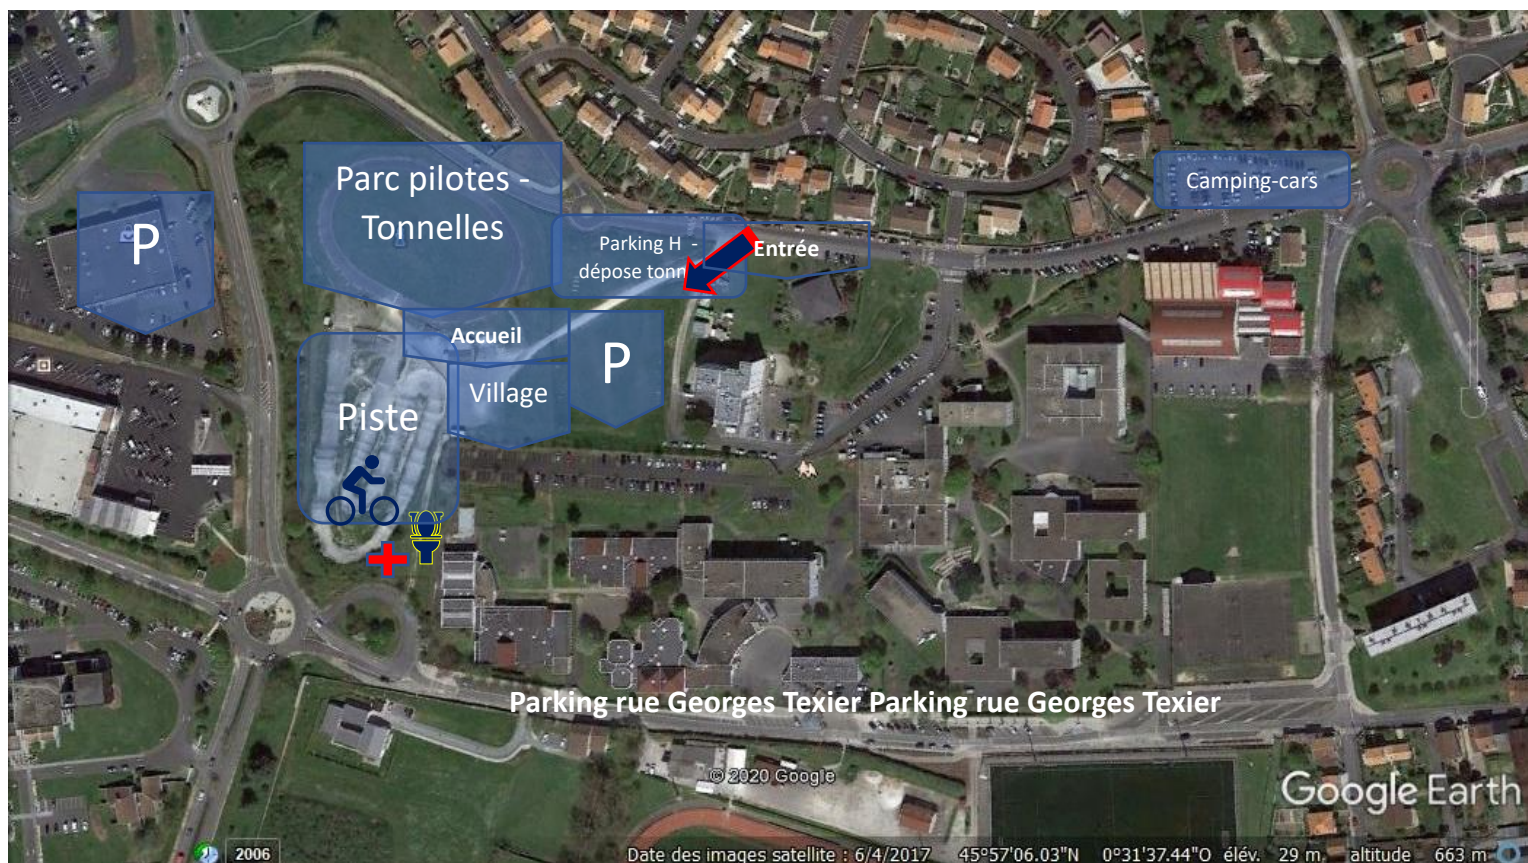 Parc pilotes -
Tonnelles
Camping-cars
P
Parking H -
dépose tonn
Entrée
Accueil
P
Village
Piste
Parking rue Georges Texier Parking rue Georges Texier
© 2020 Google
Google Earth
2006
Date des images satellite : 6/4/2017 45°57'06.03"N 0°31'37.44"O élév. 29 m altitude 663 m